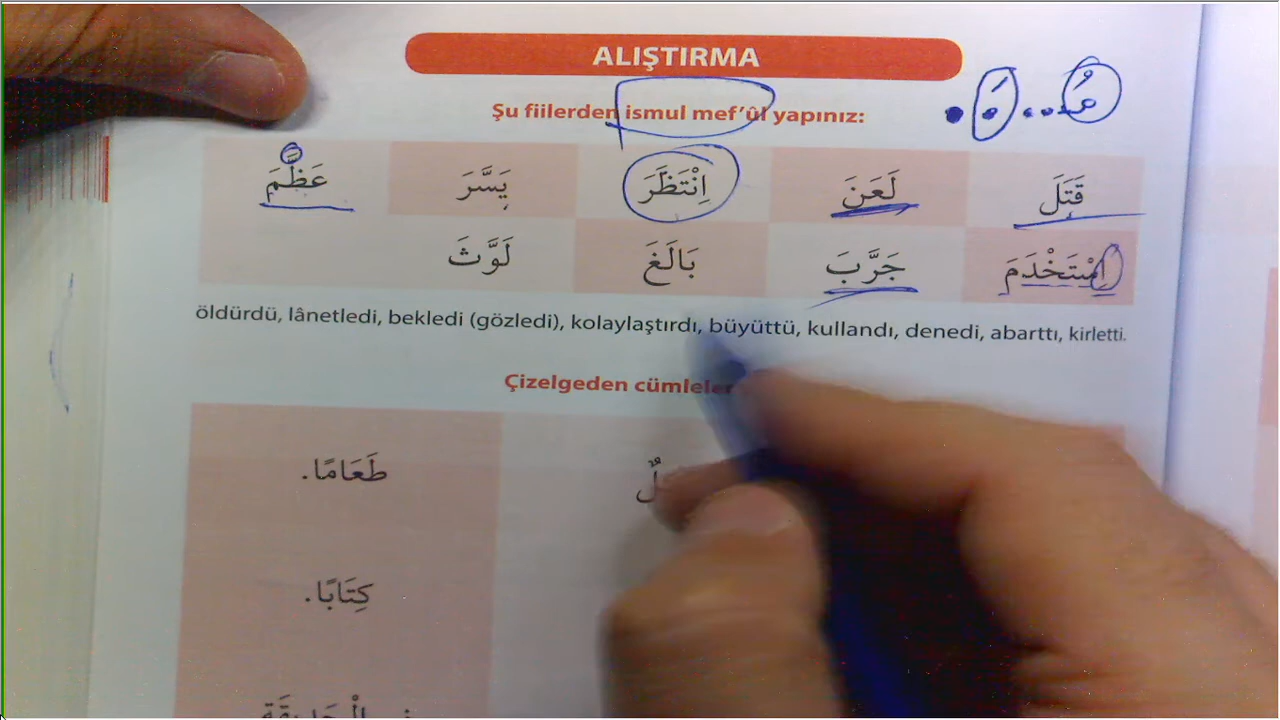 ALIŞTIRMA
Şu fiilerden ismul mef'ûl yapınız:
مُ
قَتَلَ لَعَنَ اِنْتَظَرَ يَسَّرَ عَظَّمَ
اِسْتَخْدَمَ جَرَّبَ بَالَغَ لَوَّثَ
öldürdü, lânetledi, bekledi (gözledi), kolaylaştırdı, büyüttü, kullandı, denedi, abarttı, kirletti.
Çizelgeden cümleler
طَعَامًا.
كِتَابًا.